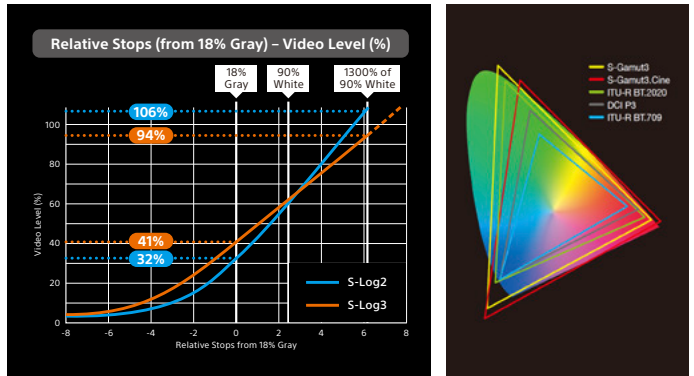 Relative Stops (from 18% Gray) – Video Level (%)
18%
Gray
90%
White
1300% of
90% White
106%
94%
41%
32%
Video Level (%)
100
80
60
40
20
0
S-Log2
S-Log3
-8
-6
-4
-2
0
2
4
6
8
Relative Stops from 18% Gray
S-Gamut3
S-Gamut3.Cine
ITU-R BT.2020
DCI P3
ITU-R BT.709